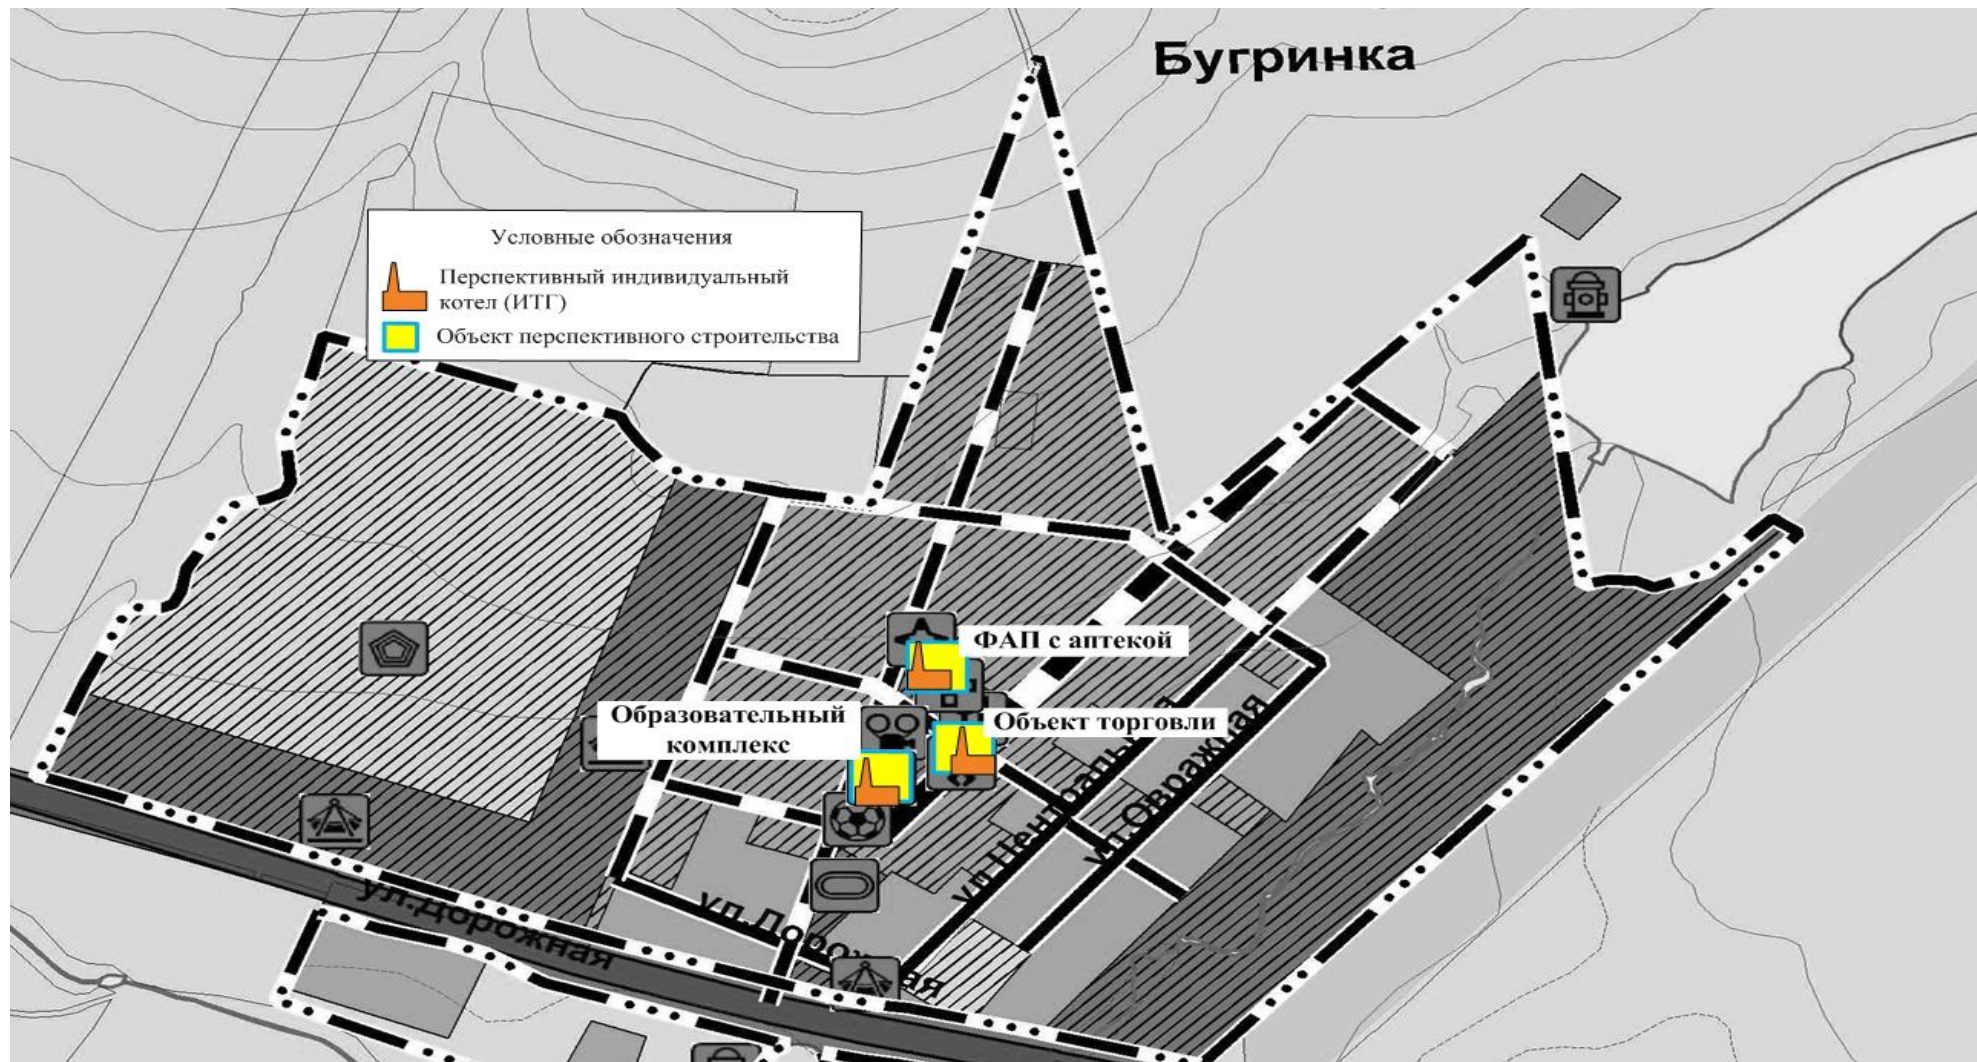 Бугринка
Условные обозначения
Перспективный индивидуальный
котел (ИТГ)
Объект перспективного строительства
ФАП с аптекой
Образовательный
комплекс
Объект торговли
ул.Центральная
ул.Овражная
ул.Дорожная
ул.Дорожная